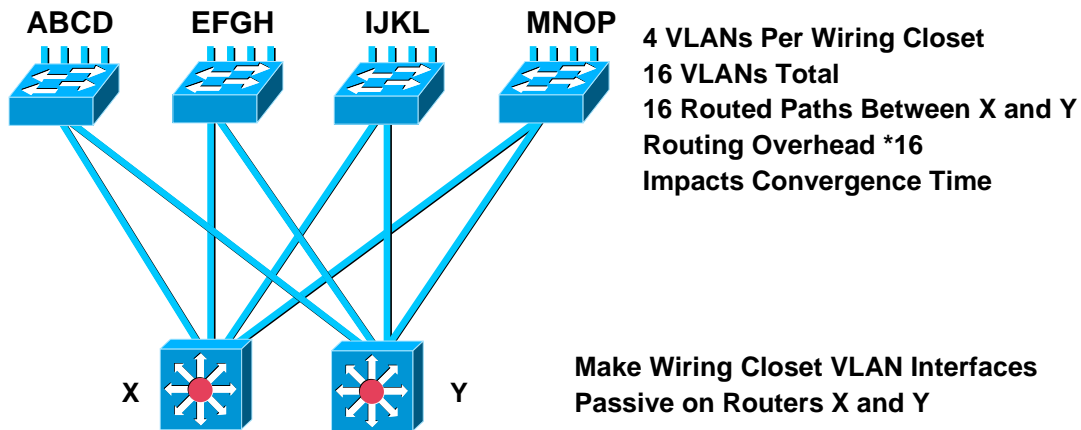 ABCD
EFGH
IJKL
MNOP
4 VLANs Per Wiring Closet
16 VLANs Total
16 Routed Paths Between X and Y
Routing Overhead *16
Impacts Convergence Time
X
Y
Make Wiring Closet VLAN Interfaces
Passive on Routers X and Y